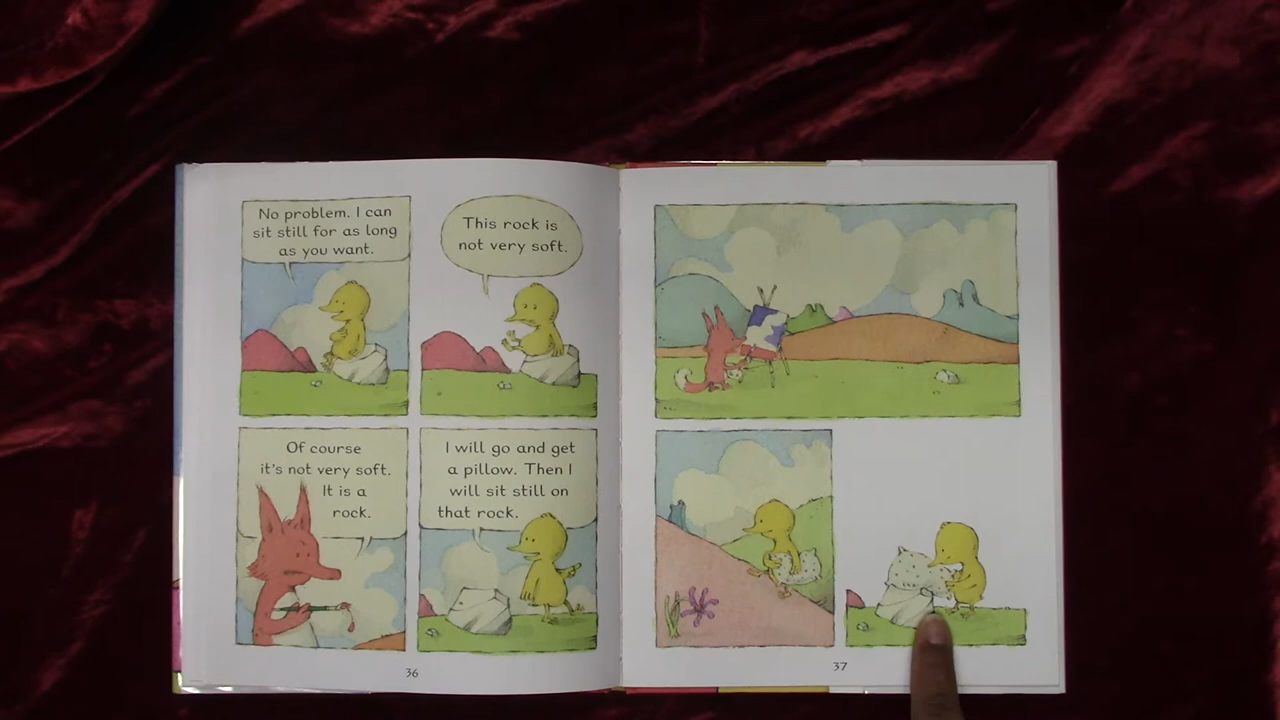 No problem. I can
sit still for as long
as you want.
This rock is
not very soft.
Of course
it's not very soft.
It is a
rock.
I will go and get
a pillow. Then I
will sit still on
that rock.
36
37